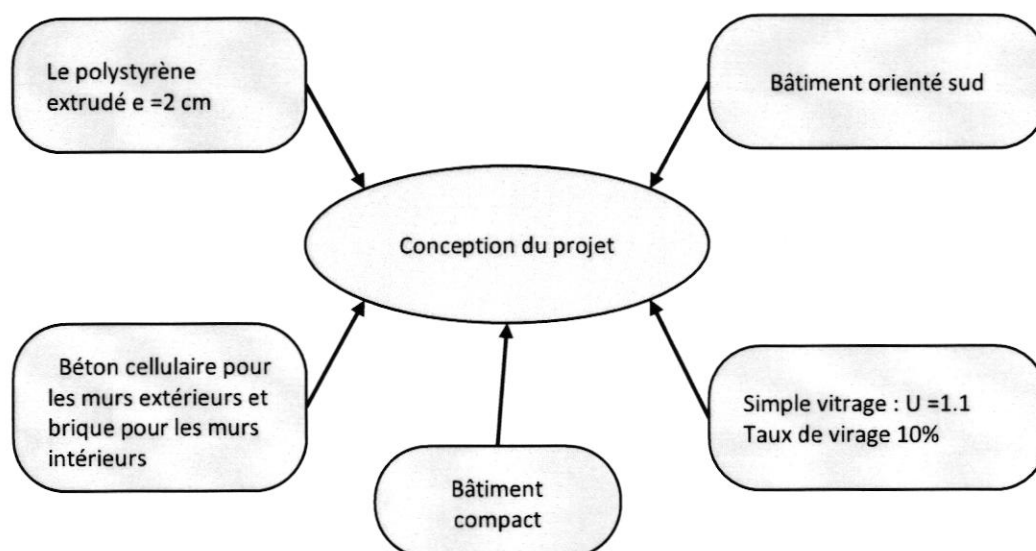 Le polystyrène
extrudé e =2 cm
Bâtiment orienté sud
Conception du projet
Béton cellulaire pour
les murs extérieurs et
brique pour les murs
intérieurs
Simple vitrage : U =1.1
Taux de virage 10%
Bâtiment
compact